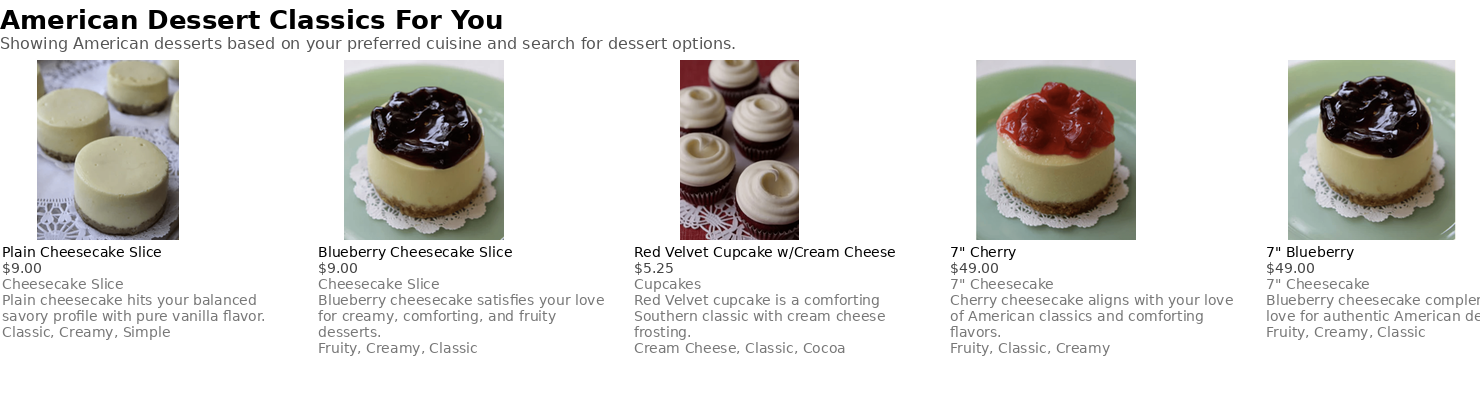 American Dessert Classics For You
Showing American desserts based on your preferred cuisine and search for dessert options.
Plain Cheesecake Slice
$9.00
Cheesecake Slice
Plain cheesecake hits your balanced
savory profile with pure vanilla flavor.
Classic, Creamy, Simple
Blueberry Cheesecake Slice
$9.00
Cheesecake Slice
Blueberry cheesecake satisfies your love
for creamy, comforting, and fruity
desserts.
Fruity, Creamy, Classic
Red Velvet Cupcake w/Cream Cheese
$5.25
Cupcakes
Red Velvet cupcake is a comforting
Southern classic with cream cheese
frosting.
Cream Cheese, Classic, Cocoa
7" Cherry
$49.00
7" Cheesecake
Cherry cheesecake aligns with your love
of American classics and comforting
flavors.
Fruity, Classic, Creamy
7" Blueberry
$49.00
7" Cheesecake
Blueberry cheesecake
love for authentic American
Fruity, Creamy, Classic